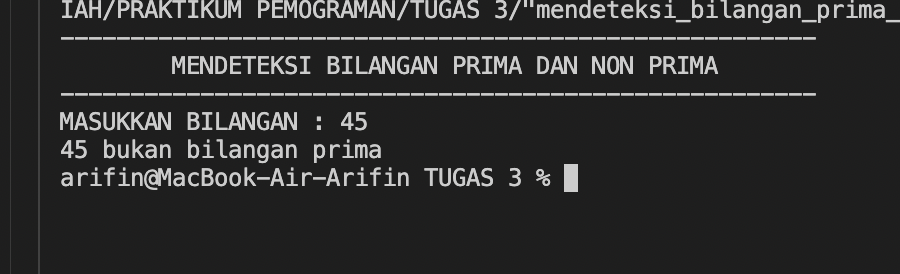 IAH/PRAKTIKUM PEMOGRAMAN/TUGAS 3/"mendeteksi_bilangan_prima_
------------------------------------------------------
MENDETEKSI BILANGAN PRIMA DAN NON PRIMA
------------------------------------------------------
MASUKKAN BILANGAN : 45
45 bukan bilangan prima
arifin@MacBook-Air-Arifin TUGAS 3 %